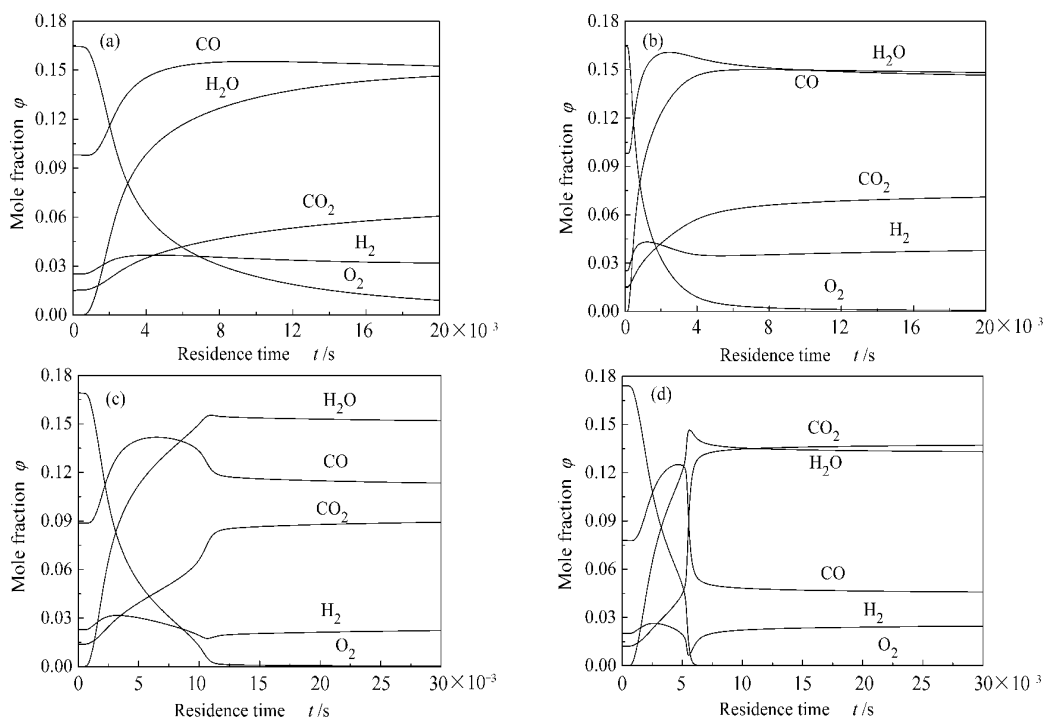 (a)
0.18
0.15
0.12
0.09
0.06
0.03
0.00
Mole fraction φ
CO
H2O
CO2
H2
O2
0 4 8 12 16 20×10⁻³
Residence time t /s
(b)
0.18
0.15
0.12
0.09
0.06
0.03
0.00
Mole fraction φ
H2O
CO
CO2
H2
O2
0 4 8 12 16 20×10⁻³
Residence time t /s
(c)
0.18
0.15
0.12
0.09
0.06
0.03
0.00
Mole fraction φ
H2O
CO
CO2
H2
O2
0 5 10 15 20 25 30×10⁻³
Residence time t /s
(d)
0.18
0.15
0.12
0.09
0.06
0.03
0.00
Mole fraction φ
CO2
H2O
CO
H2
O2
0 5 10 15 20 25 30×10⁻³
Residence time t /s